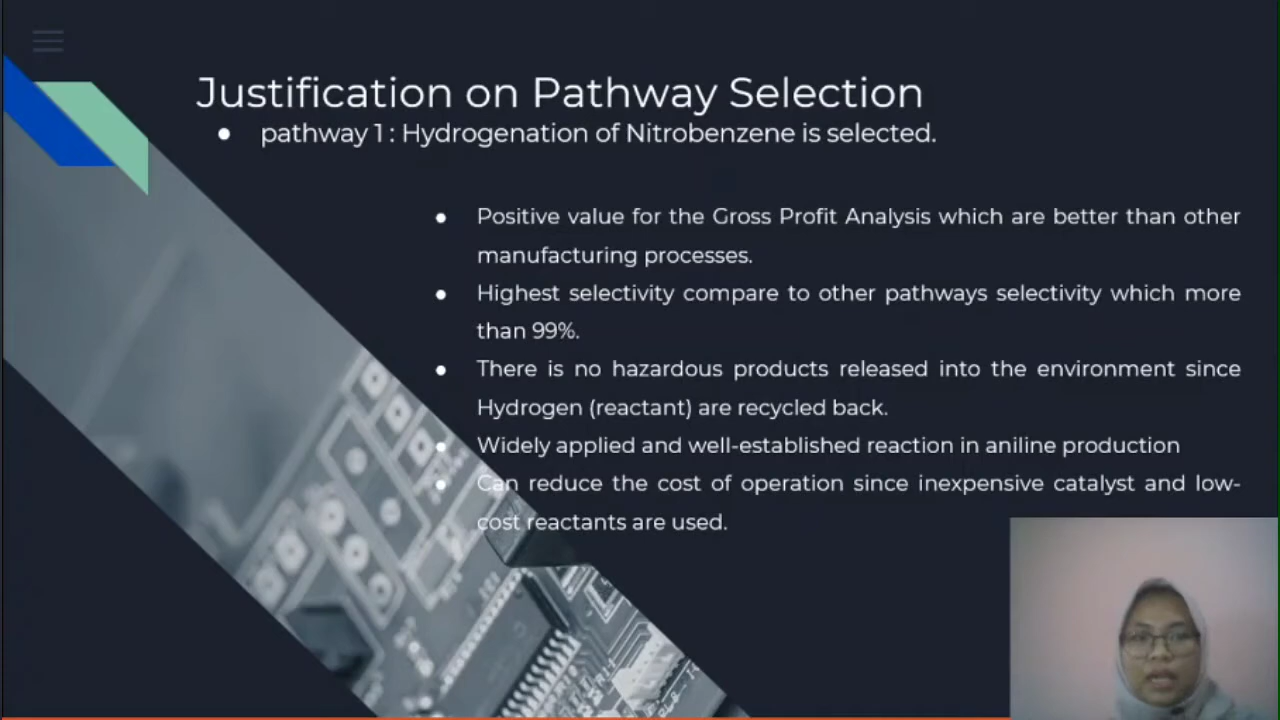 Justification on Pathway Selection
● pathway 1 : Hydrogenation of Nitrobenzene is selected.
● Positive value for the Gross Profit Analysis which are better than other
manufacturing processes.
● Highest selectivity compare to other pathways selectivity which more
than 99%.
● There is no hazardous products released into the environment since
Hydrogen (reactant) are recycled back.
● Widely applied and well-established reaction in aniline production
● Can reduce the cost of operation since inexpensive catalyst and low-
cost reactants are used.